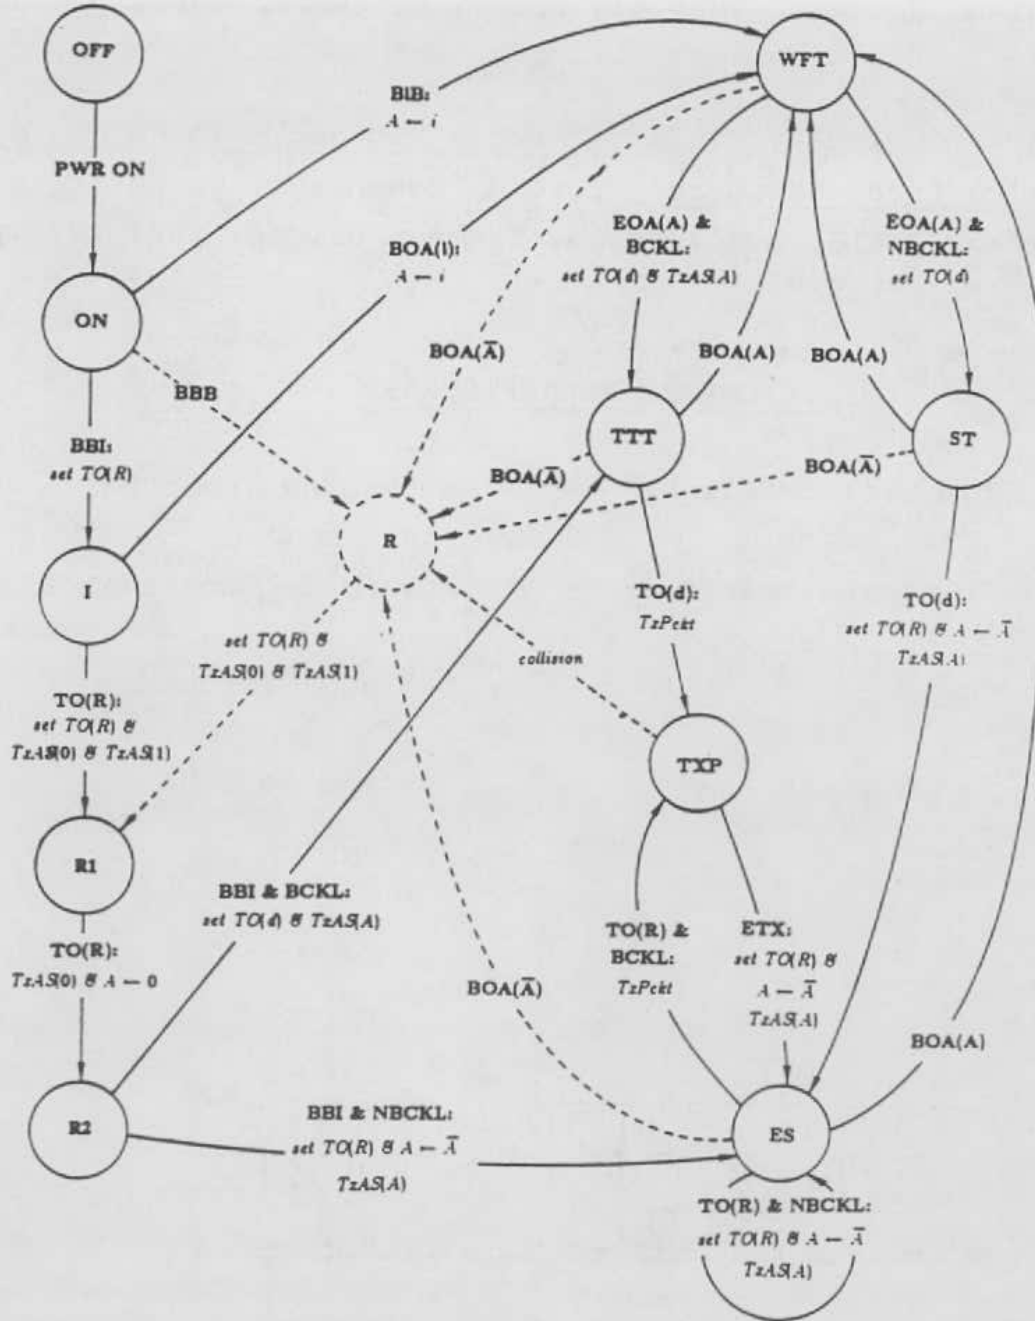 OFF
WFT
BIB:
A ← i
PWR ON
EOA(A) &
BCKL:
set TO(d) & TxAS(A)
EOA(A) &
NBCKL:
set TO(d)
BOA(i):
A ← i
ON
BOA(A̅)
BOA(A)
BOA(A)
BBB
BBI:
set TO(R)
TTT
ST
BOA(A̅)
BOA(A̅)
R
I
TO(d):
TxPckt
TO(d):
set TO(R) & A ← A̅
TxAS(A)
set TO(R) &
TxAS(0) & TxAS(1)
collision
TO(R):
set TO(R) &
TxAS(0) & TxAS(1)
TXP
R1
BBI & BCKL:
set TO(d) & TxAS(A)
TO(R) &
BCKL:
TxPckt
ETX:
set TO(R) &
A ← A̅
TxAS(A)
TO(R):
TxAS(0) & A ← 0
BOA(A̅)
BOA(A)
R2
BBI & NBCKL:
set TO(R) & A ← A̅
TxAS(A)
ES
TO(R) & NBCKL:
set TO(R) & A ← A̅
TxAS(A)